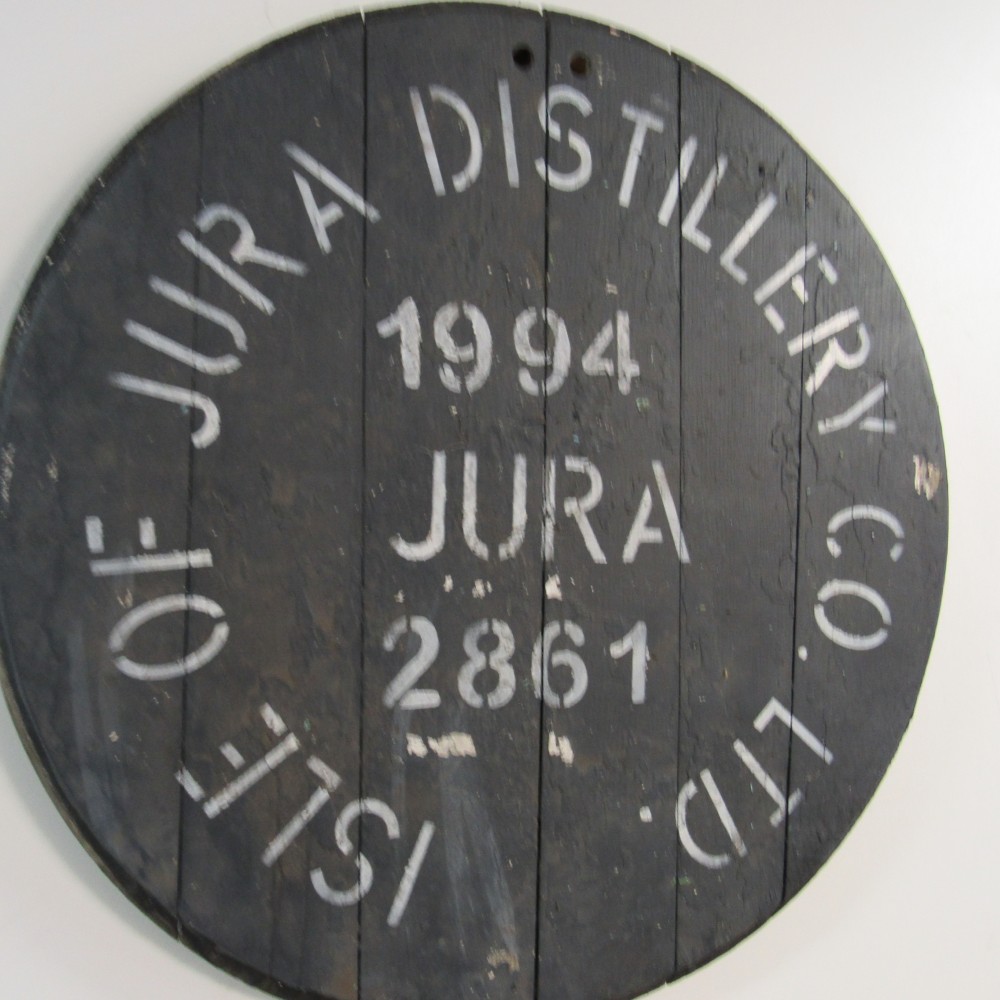 ISLE OF JURA DISTILLERY CO. LTD.
1994
JURA
2861